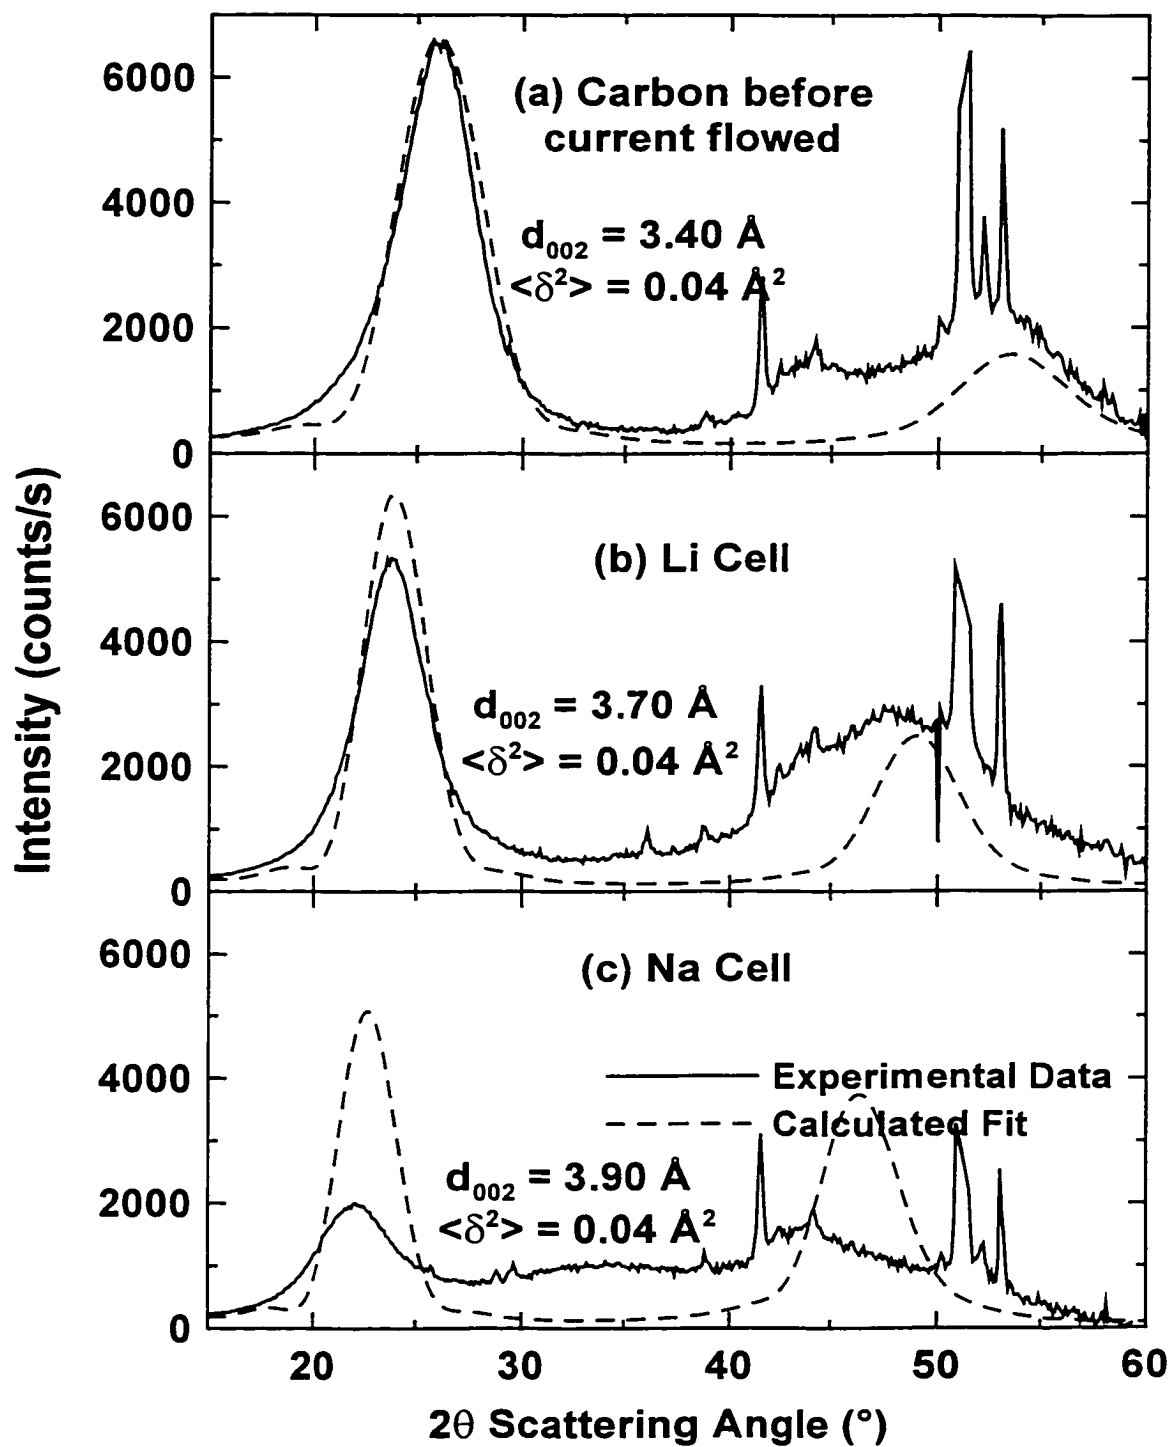 Intensity (counts/s)
6000
4000
2000
0
(a) Carbon before
current flowed
d₀₀₂ = 3.40 Å
<δ²> = 0.04 Å²
6000
4000
2000
0
(b) Li Cell
d₀₀₂ = 3.70 Å
<δ²> = 0.04 Å²
6000
4000
2000
0
(c) Na Cell
Experimental Data
Calculated Fit
d₀₀₂ = 3.90 Å
<δ²> = 0.04 Å²
20 30 40 50 60
2θ Scattering Angle (°)